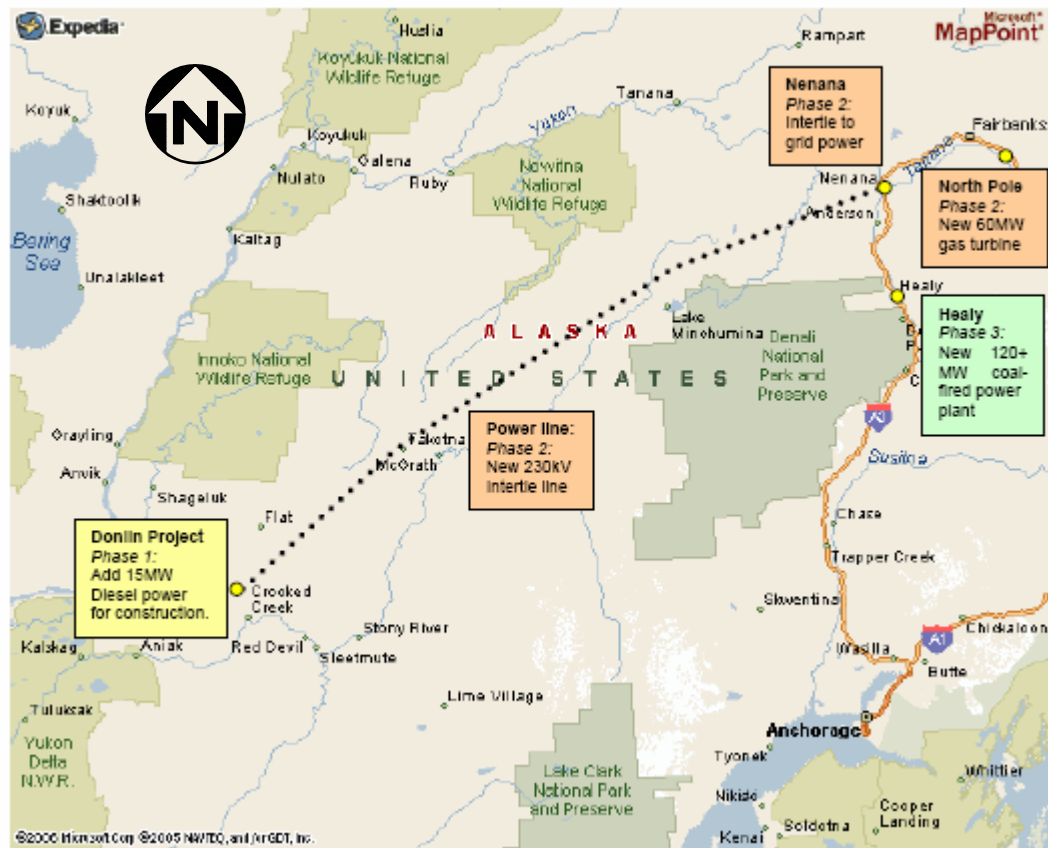 Expedia
Microsoft
MapPoint
N
Huslia
Koyukuk National
Wildlife Refuge
Rampart
Koyuk
Tanana
Yukon
Nenana
Phase 2:
Intertie to
grid power
Fairbanks
Koyukuk
Galena
Nulato
Ruby
Nowitna
National
Wildlife Refuge
Tanana
Nenana
North Pole
Phase 2:
New 60MW
gas turbine
Shaktoolik
Anderson
Kaltag
Bering
Sea
Unalakleet
Healy
Lake
Minchumina
ALASKA
Denali
National
Park and
Preserve
Healy
Phase 3:
New 120+
MW coal-
fired power
plant
Innoko National
Wildlife Refuge
UNITED STATES
C
A3
Grayling
Takotna
McGrath
Power line:
Phase 2:
New 230kV
intertie line
Susitna
Anvik
Shageluk
Flat
Chase
Donlin Project
Phase 1:
Add 15MW
Diesel power
for construction.
Trapper Creek
Crooked
Creek
Skwentna
Chickaloon
A1
Stony River
Kalskag
Aniak
Red Devil
Sleetmute
Wasilla
Butte
Lime Village
Tuluksak
Anchorage
Yukon
Delta
N.W.R.
Tyonek
Lake Clark
National Park
and Preserve
Whittier
Nikiski
Cooper
Landing
Soldotna
Kenai
©2006 Microsoft Corp ©2005 NAVTEQ, and/or GDT, Inc.